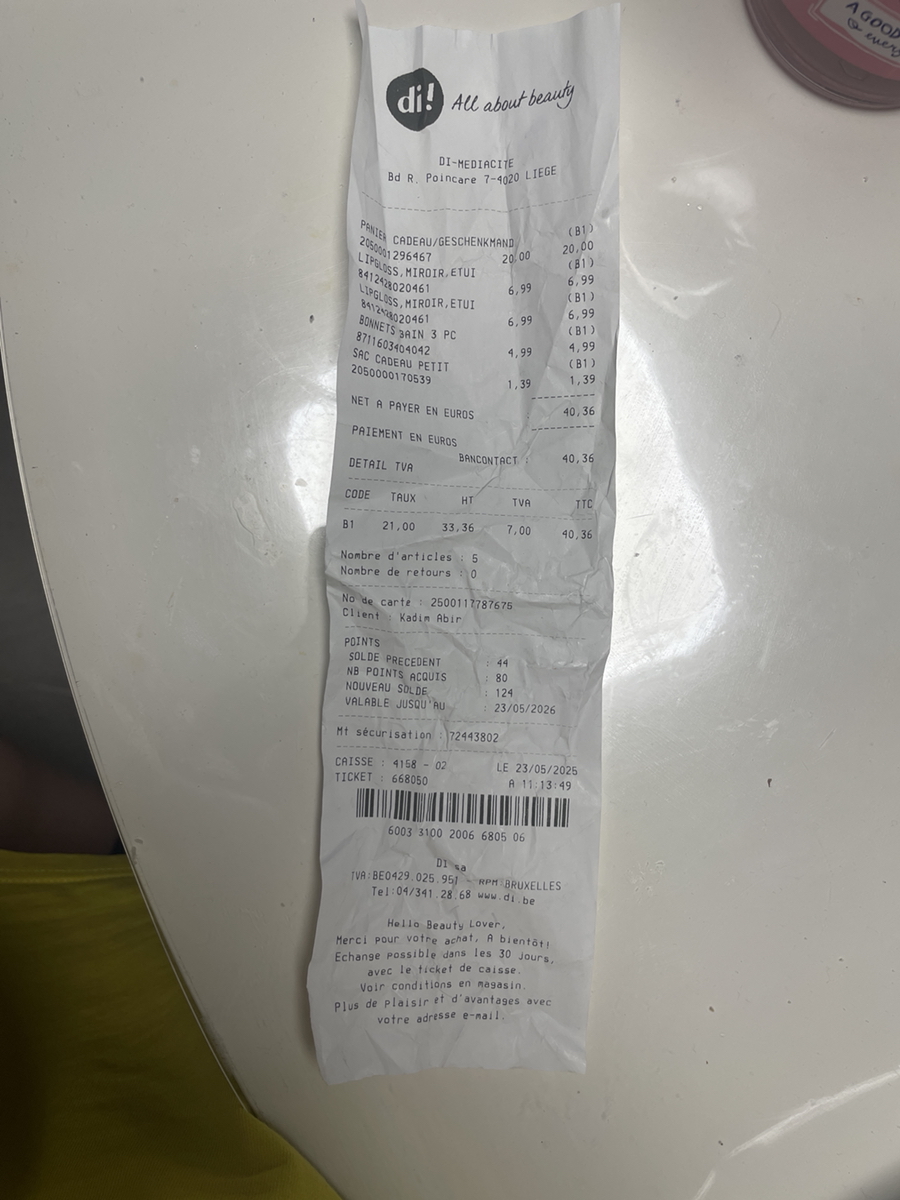 di! All about beauty
DI-MEDIACITE
Bd R. Poincare 7-4020 LIEGE
(B1)
PANIER CADEAU/GESCHENKMAND/
2050001296467 20,00 20,00
LIPGLOSS,MIROIR,ETUI (B1)
8412428020461 6,99 6,99
LIPGLOSS,MIROIR,ETUI (B1)
8412428020461 6,99 6,99
BONNETS BAIN 3 PC (B1)
8711603404042 4,99 4,99
SAC CADEAU PETIT (B1)
2050000170539 1,39 1,39
NET A PAYER EN EUROS 40,36
PAIEMENT EN EUROS
BANCONTACT : 40,36
DETAIL TVA
CODE TAUX HT TVA TTC
B1 21,00 33,36 7,00 40,36
Nombre d'articles : 5
Nombre de retours : 0
No de carte : 2500117787675
Client : Kadim Abir
POINTS
SOLDE PRECEDENT : 44
NB POINTS ACQUIS : 80
NOUVEAU SOLDE : 124
VALABLE JUSQU'AU : 23/05/2026
Mt sécurisation : 72443802
CAISSE : 4158 - 02 LE 23/05/2025
TICKET : 668050 A 11:13:49
6003 3100 2006 6805 06
Di sa
TVA:BE0429.025.951 - RPM BRUXELLES
Tel:04/341.28.68 www.di.be
Hello Beauty Lover,
Merci pour votre achat, A bientôt!
Echange possible dans les 30 jours,
avec le ticket de caisse.
Voir conditions en magasin.
Plus de plaisir et d'avantages avec
votre adresse e-mail.
A GOOD